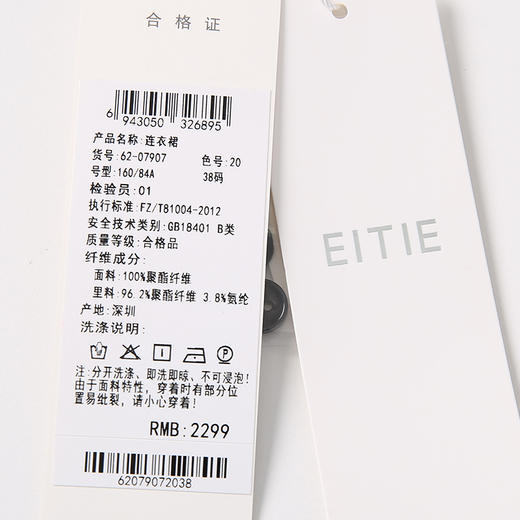 合格证
6 943050 326895
产品名称:连衣裙
货号:62-07907 色号:20
号型:160/84A 38码
检验员:01
执行标准:FZ/T81004-2012
安全技术类别:GB18401 B类
质量等级:合格品
纤维成分:
面料:100%聚酯纤维
里料:96.2%聚酯纤维 3.8%氨纶
产地:深圳
洗涤说明:
注:分开洗涤、即洗即晾、不可浸泡!
由于面料特性,穿着时有部分位
置易纰裂,请小心穿着!
RMB:2299
62079072038
EITIE